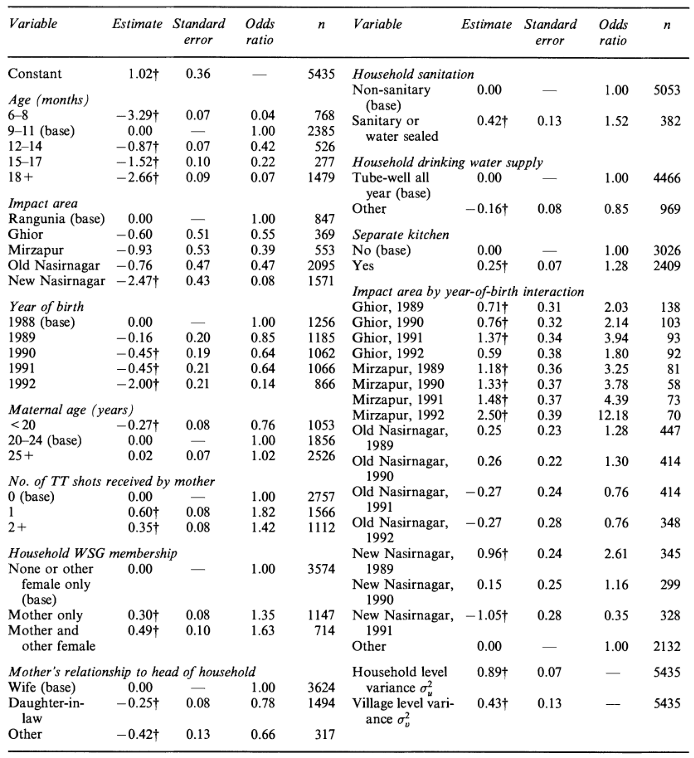 Variable Estimate Standard error Odds ratio n
Constant 1.02† 0.36 — 5435
Age (months)
6–8 −3.29† 0.07 0.04 768
9–11 (base) 0.00 — 1.00 2385
12–14 −0.87† 0.07 0.42 526
15–17 −1.52† 0.10 0.22 277
18+ −2.66† 0.09 0.07 1479
Impact area
Rangunia (base) 0.00 — 1.00 847
Ghior −0.60 0.51 0.55 369
Mirzapur −0.93 0.53 0.39 553
Old Nasirnagar −0.76 0.47 0.47 2095
New Nasirnagar −2.47† 0.43 0.08 1571
Year of birth
1988 (base) 0.00 — 1.00 1256
1989 −0.16 0.20 0.85 1185
1990 −0.45† 0.19 0.64 1062
1991 −0.45† 0.21 0.64 1066
1992 −2.00† 0.21 0.14 866
Maternal age (years)
<20 −0.27† 0.08 0.76 1053
20–24 (base) 0.00 — 1.00 1856
25+ 0.02 0.07 1.02 2526
No. of TT shots received by mother
0 (base) 0.00 — 1.00 2757
1 0.60† 0.08 1.82 1566
2+ 0.35† 0.08 1.42 1112
Household WSG membership
None or other 0.00 — 1.00 3574
female only
(base)
Mother only 0.30† 0.08 1.35 1147
Mother and 0.49† 0.10 1.63 714
other female
Mother's relationship to head of household
Wife (base) 0.00 — 1.00 3624
Daughter-in- −0.25† 0.08 0.78 1494
law
Other −0.42† 0.13 0.66 317
Variable Estimate Standard error Odds ratio n
Household sanitation
Non-sanitary 0.00 — 1.00 5053
(base)
Sanitary or 0.42† 0.13 1.52 382
water sealed
Household drinking water supply
Tube-well all 0.00 — 1.00 4466
year (base)
Other −0.16† 0.08 0.85 969
Separate kitchen
No (base) 0.00 — 1.00 3026
Yes 0.25† 0.07 1.28 2409
Impact area by year-of-birth interaction
Ghior, 1989 0.71† 0.31 2.03 138
Ghior, 1990 0.76† 0.32 2.14 103
Ghior, 1991 1.37† 0.34 3.94 93
Ghior, 1992 0.59 0.38 1.80 92
Mirzapur, 1989 1.18† 0.36 3.25 81
Mirzapur, 1990 1.33† 0.37 3.78 58
Mirzapur, 1991 1.48† 0.37 4.39 73
Mirzapur, 1992 2.50† 0.39 12.18 70
Old Nasirnagar, 0.25 0.23 1.28 447
1989
Old Nasirnagar, 0.26 0.22 1.30 414
1990
Old Nasirnagar, −0.27 0.24 0.76 414
1991
Old Nasirnagar, −0.27 0.28 0.76 348
1992
New Nasirnagar, 0.96† 0.24 2.61 345
1989
New Nasirnagar, 0.15 0.25 1.16 299
1990
New Nasirnagar, −1.05† 0.28 0.35 328
1991
Other 0.00 — 1.00 2132
Household level 0.89† 0.07 — 5435
variance σ²ᵤ
Village level vari- 0.43† 0.13 — 5435
ance σ²ᵥ